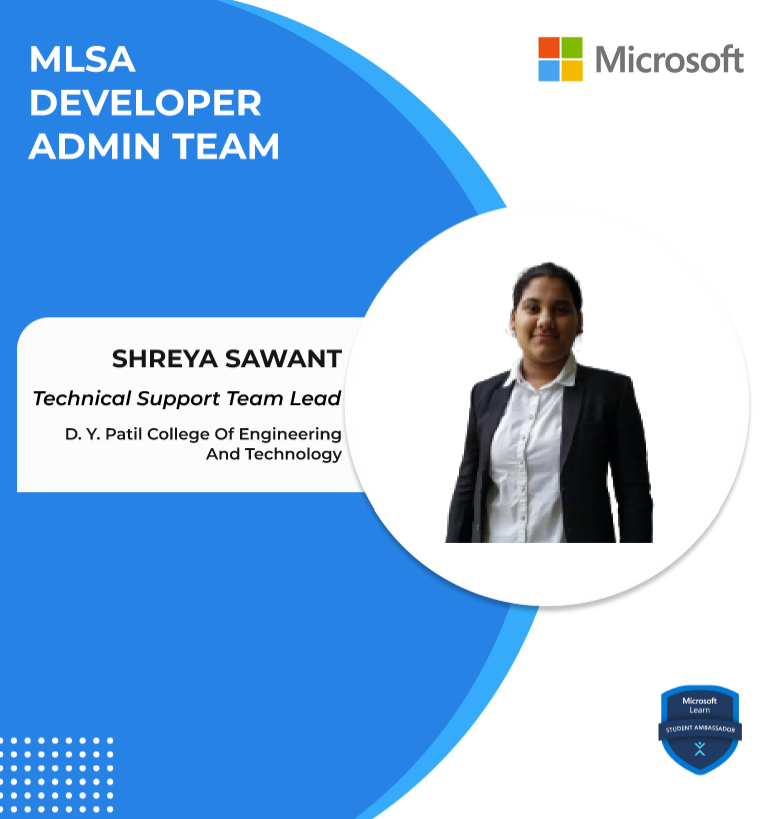 MLSA
DEVELOPER
ADMIN TEAM
Microsoft
SHREYA SAWANT
Technical Support Team Lead
D. Y. Patil College Of Engineering
And Technology
Microsoft
Learn
STUDENT AMBASSADOR